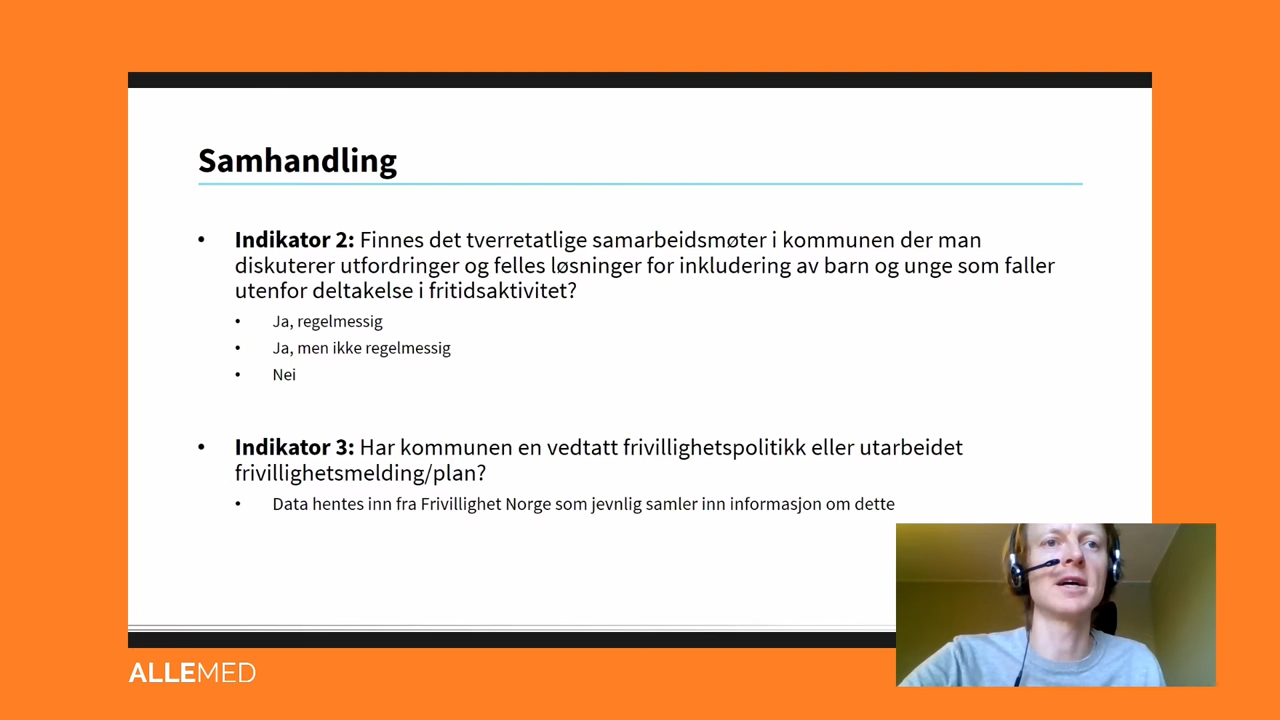 Samhandling
• Indikator 2: Finnes det tverretatlige samarbeidsmøter i kommunen der man
diskuterer utfordringer og felles løsninger for inkludering av barn og unge som faller
utenfor deltakelse i fritidsaktivitet?
• Ja, regelmessig
• Ja, men ikke regelmessig
• Nei
• Indikator 3: Har kommunen en vedtatt frivillighetspolitikk eller utarbeidet
frivillighetsmelding/plan?
• Data hentes inn fra Frivillighet Norge som jevnlig samler inn informasjon om dette
ALLEMED